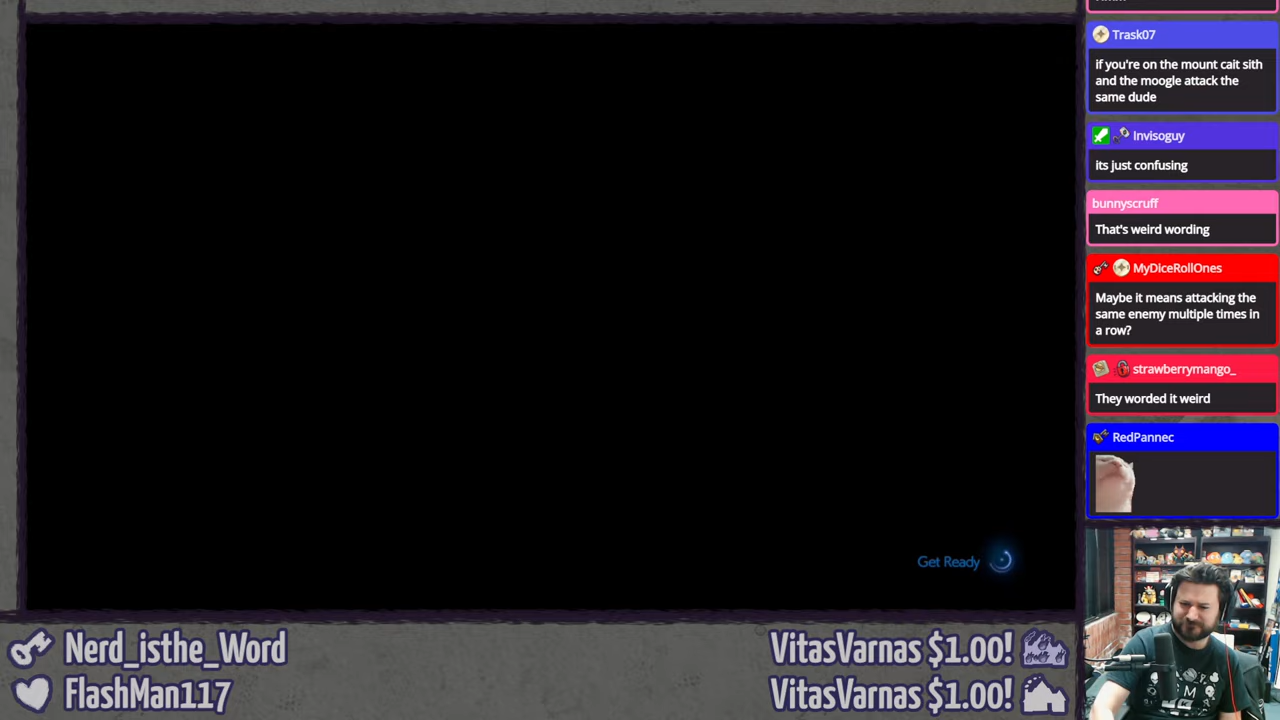 Trask07
if you're on the mount cait sith
and the moogle attack the
same dude
Invisoguy
its just confusing
bunnyscruff
That's weird wording
MyDiceRollOnes
Maybe it means attacking the
same enemy multiple times in
a row?
strawberrymango_
They worded it weird
RedPannec
Get Ready
Nerd_isthe_Word
FlashMan117
VitasVarnas $1.00!
VitasVarnas $1.00!